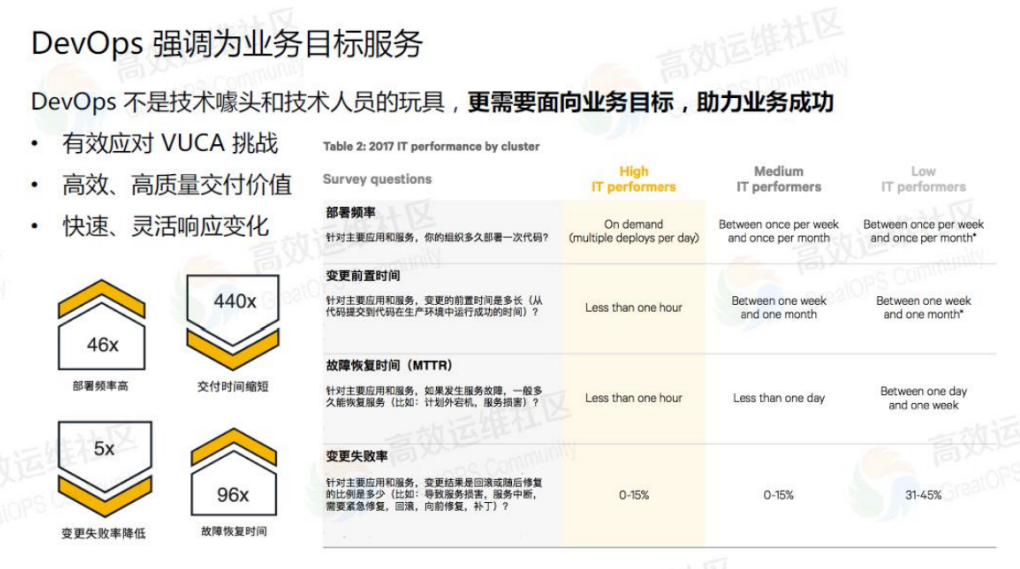 DevOps 强调为业务目标服务
DevOps 不是技术噱头和技术人员的玩具，更需要面向业务目标，助力业务成功
• 有效应对 VUCA 挑战
• 高效、高质量交付价值
• 快速、灵活响应变化
46x
部署频率高
440x
交付时间缩短
5x
变更失败率降低
96x
故障恢复时间
Table 2: 2017 IT performance by cluster
Survey questions
High
IT performers
Medium
IT performers
Low
IT performers
部署频率
针对主要应用和服务，你的组织多久部署一次代码？
On demand
(multiple deploys per day)
Between once per week
and once per month
Between once per week
and once per month*
变更前置时间
针对主要应用和服务，变更的前置时间是多长（从
代码提交到代码在生产环境中运行成功的时间）？
Less than one hour
Between one week
and one month
Between one week
and one month*
故障恢复时间（MTTR）
针对主要应用和服务，如果发生服务故障，一般多
久能恢复服务（比如：计划外宕机，服务损害）？
Less than one hour
Less than one day
Between one day
and one week
变更失败率
针对主要应用和服务，变更结果是回滚或随后修复
的比例是多少（比如：导致服务损害，服务中断，
需要紧急修复，回滚，向前修复，补丁）？
0-15%
0-15%
31-45%
高效运维社区
GreatOPS Community